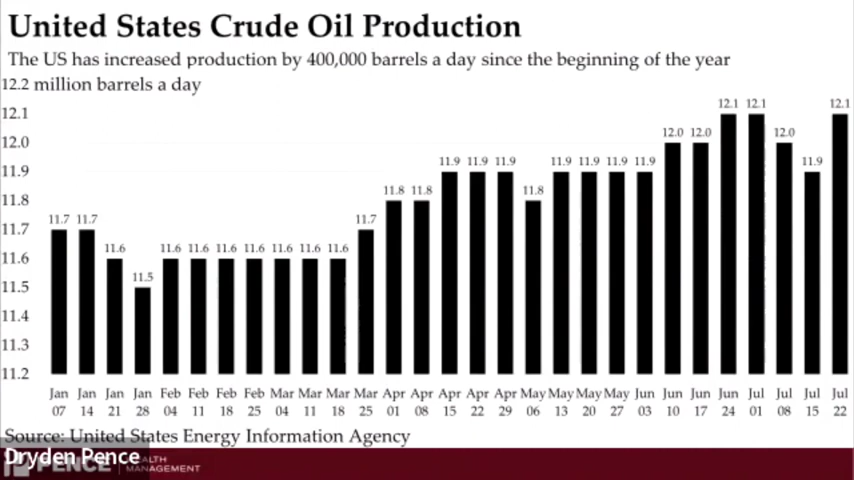 United States Crude Oil Production
The US has increased production by 400,000 barrels a day since the beginning of the year
12.2 million barrels a day
12.1
12.0
11.9
11.8
11.7
11.6
11.5
11.4
11.3
11.2
11.7 11.7 11.6 11.5 11.6 11.6 11.6 11.6 11.6 11.6 11.6 11.7 11.8 11.8 11.9 11.9 11.9 11.8 11.9 11.9 11.9 11.9 12.0 12.0 12.1 12.1 12.0 11.9 12.1
Jan Jan Jan Jan Feb Feb Feb Feb Mar Mar Mar Mar Apr Apr Apr Apr Apr May May May May Jun Jun Jun Jun Jul Jul Jul Jul
07 14 21 28 04 11 18 25 04 11 18 25 01 08 15 22 29 06 13 20 27 03 10 17 24 01 08 15 22
Source: United States Energy Information Agency
Dryden Pence
PENCE
MANAGEMENT